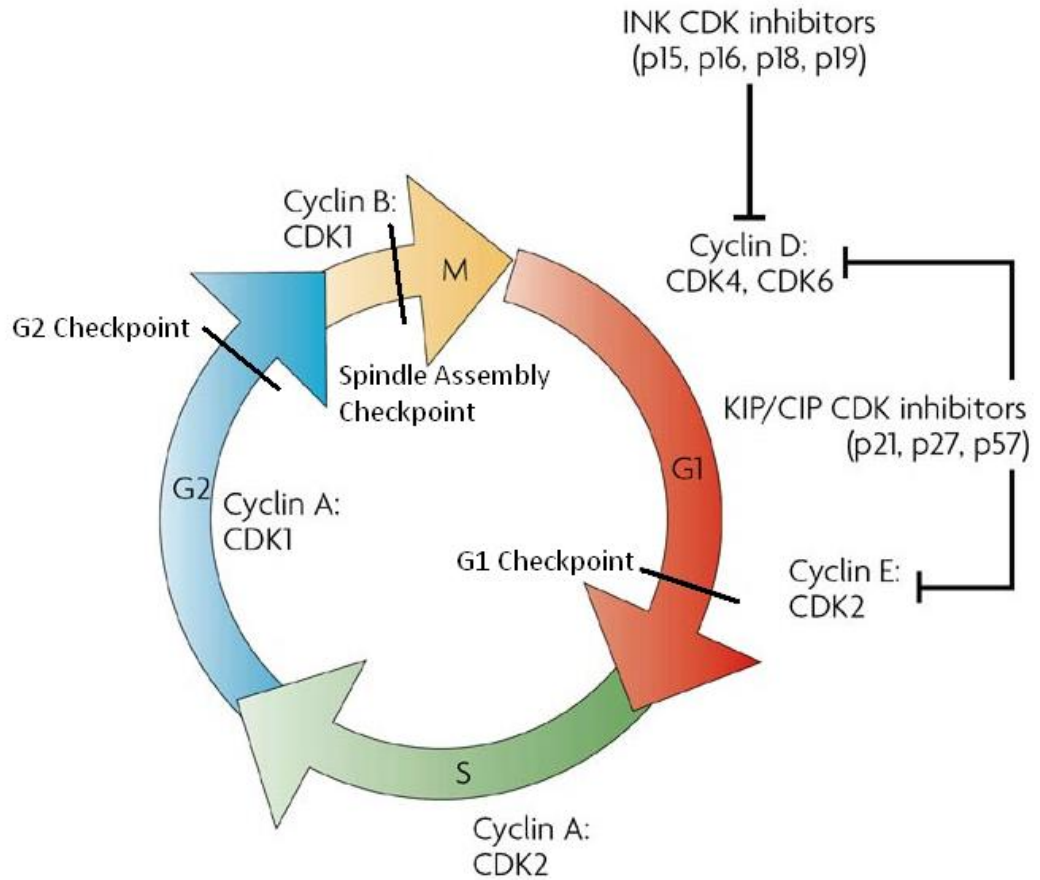 INK CDK inhibitors
(p15, p16, p18, p19)
Cyclin B:
CDK1
M
Cyclin D:
CDK4, CDK6
G2 Checkpoint
Spindle Assembly
Checkpoint
KIP/CIP CDK inhibitors
(p21, p27, p57)
G1
G2
Cyclin A:
CDK1
G1 Checkpoint
Cyclin E:
CDK2
S
Cyclin A:
CDK2